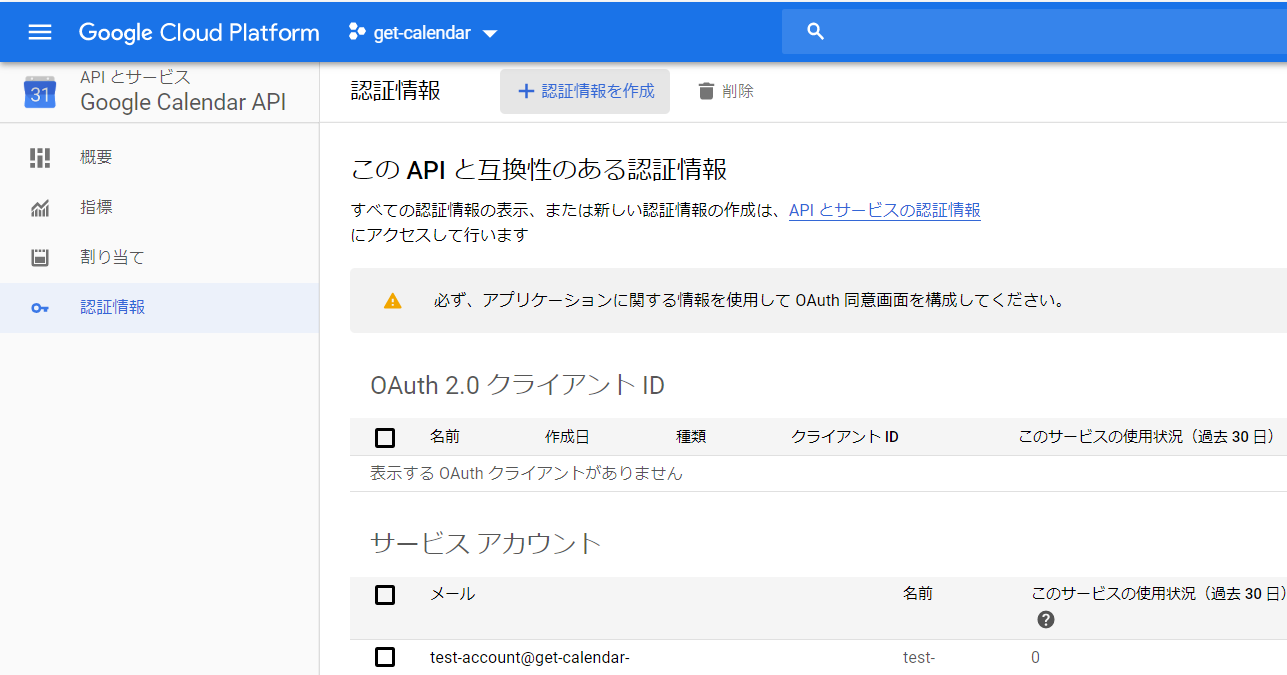 Google Cloud Platform
get-calendar
31
API とサービス
Google Calendar API
認証情報
認証情報を作成
削除
概要
指標
割り当て
認証情報
この API と互換性のある認証情報
すべての認証情報の表示、または新しい認証情報の作成は、API とサービスの認証情報
にアクセスして行います
必ず、アプリケーションに関する情報を使用して OAuth 同意画面を構成してください。
OAuth 2.0 クライアント ID
名前 作成日 種類 クライアント ID このサービスの使用状況（過去 30 日）
表示する OAuth クライアントがありません
サービス アカウント
メール 名前 このサービスの使用状況（過去 30 日）
?
test-account@get-calendar- test- 0